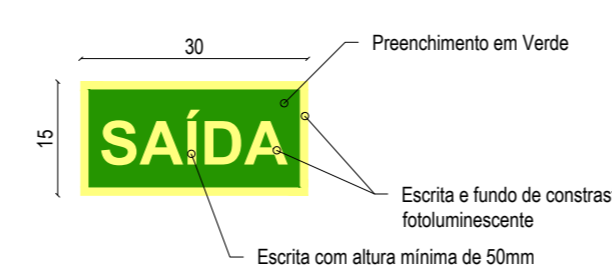 30
Preenchimento em Verde
15
SAÍDA
Escrita e fundo de constras
fotoluminescente
Escrita com altura mínima de 50mm